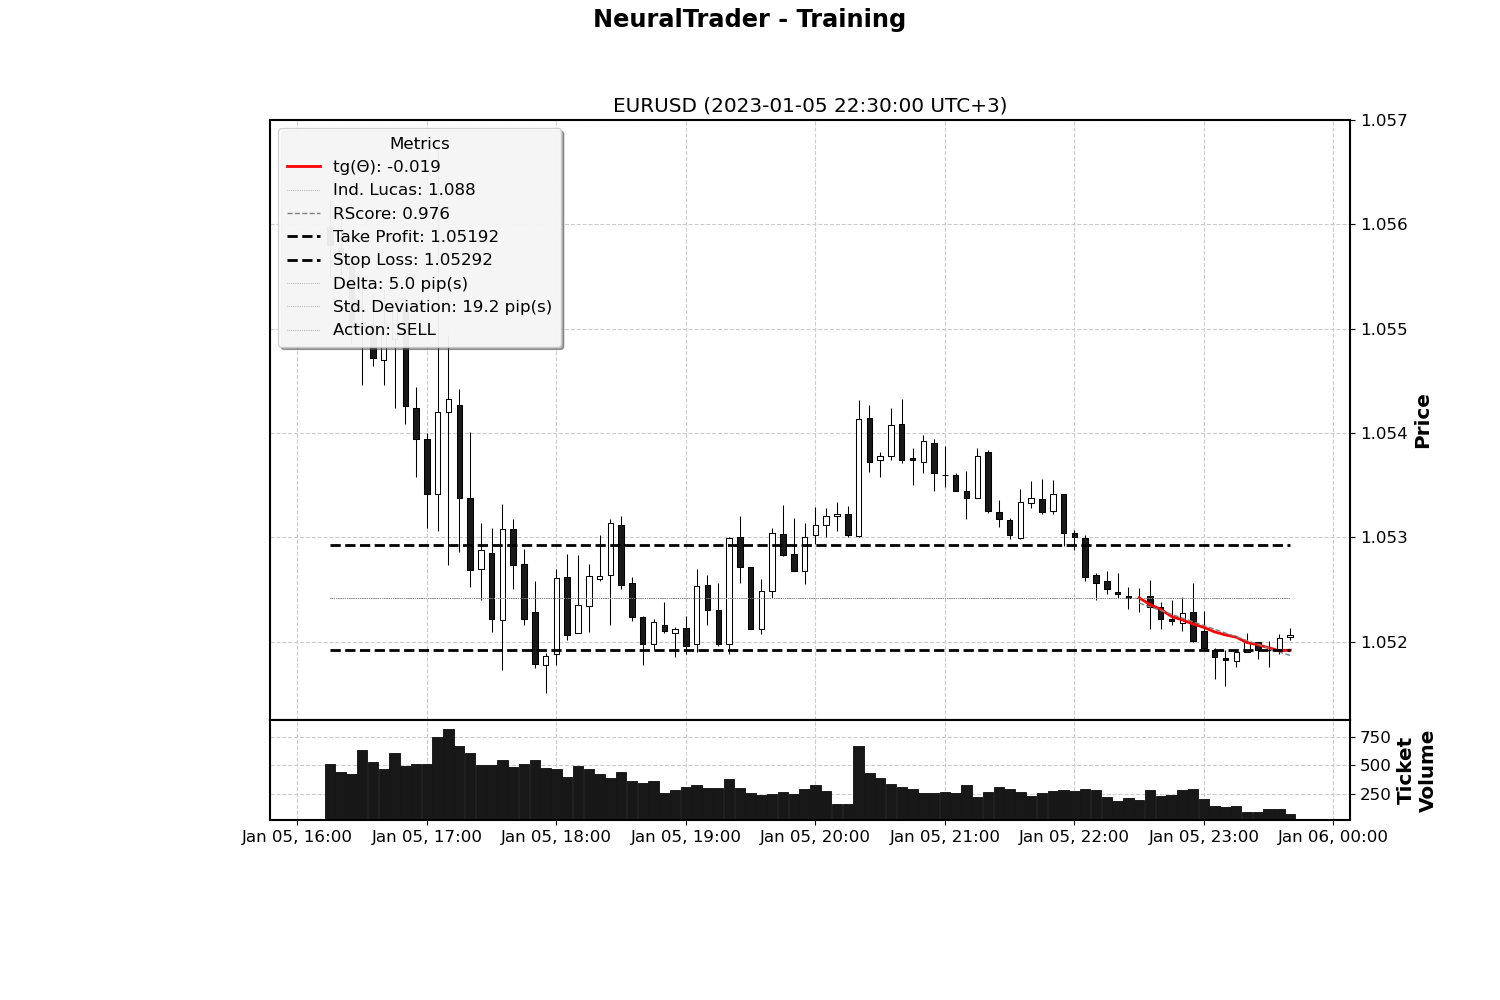 NeuralTrader - Training
EURUSD (2023-01-05 22:30:00 UTC+3)
Metrics
tg(Θ): -0.019
Ind. Lucas: 1.088
RScore: 0.976
Take Profit: 1.05192
Stop Loss: 1.05292
Delta: 5.0 pip(s)
Std. Deviation: 19.2 pip(s)
Action: SELL
1.057
1.056
1.055
1.054
1.053
1.052
Price
750
500
250
Ticket
Volume
Jan 05, 16:00
Jan 05, 17:00
Jan 05, 18:00
Jan 05, 19:00
Jan 05, 20:00
Jan 05, 21:00
Jan 05, 22:00
Jan 05, 23:00
Jan 06, 00:00